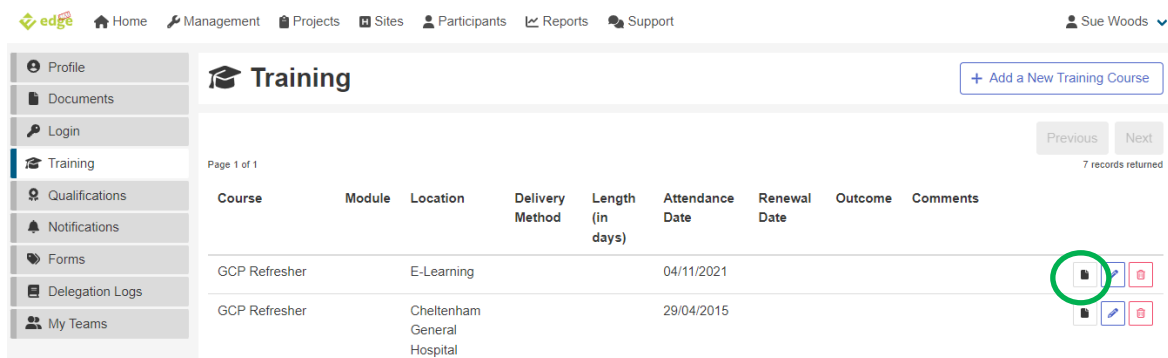 edge Home Management Projects Sites Participants Reports Support Sue Woods
Profile
Documents
Login
Training
Qualifications
Notifications
Forms
Delegation Logs
My Teams
Training
+ Add a New Training Course
Previous Next
Page 1 of 1
7 records returned
Course Module Location Delivery Method Length (in days) Attendance Date Renewal Date Outcome Comments
GCP Refresher E-Learning 04/11/2021
GCP Refresher Cheltenham General Hospital 29/04/2015